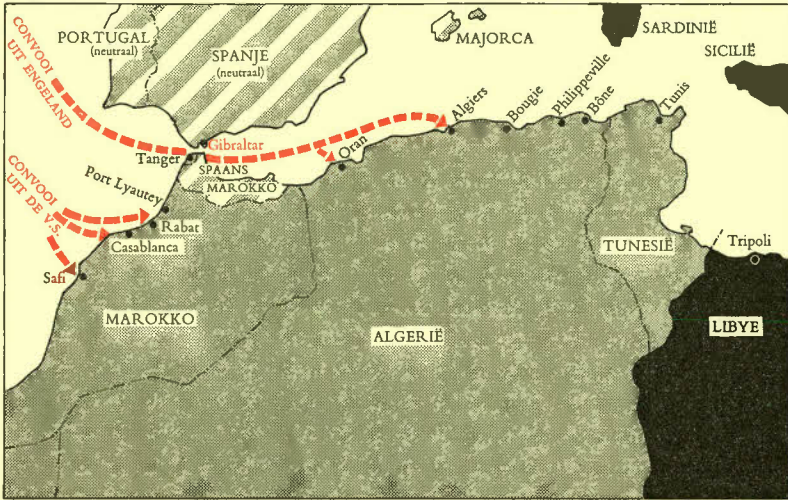 CONVOOI
UIT ENGELAND
PORTUGAL
(neutraal)
SPANJE
(neutraal)
MAJORCA
SARDINIË
SICILIË
Gibraltar
Tanger
SPAANS
MAROKKO
Oran
Algiers
Bougie
Philippeville
Bône
Tunis
CONVOOI
UIT DE V.S.
Port Lyautey
Rabat
Casablanca
Safi
MAROKKO
ALGERIË
TUNESIË
Tripoli
LIBYE